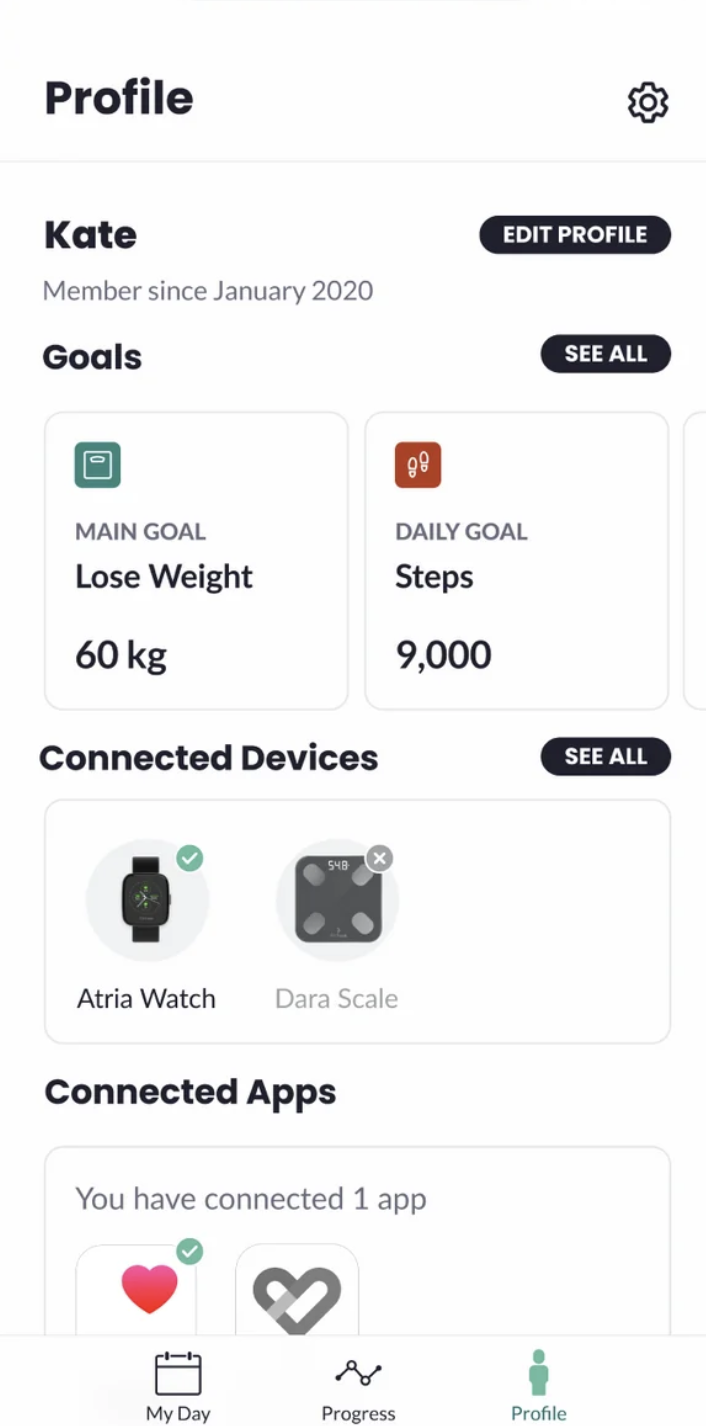 Profile
Kate
EDIT PROFILE
Member since January 2020
Goals
SEE ALL
MAIN GOAL
Lose Weight
60 kg
DAILY GOAL
Steps
9,000
Connected Devices
SEE ALL
54.8
Atria Watch
Dara Scale
Connected Apps
You have connected 1 app
My Day
Progress
Profile